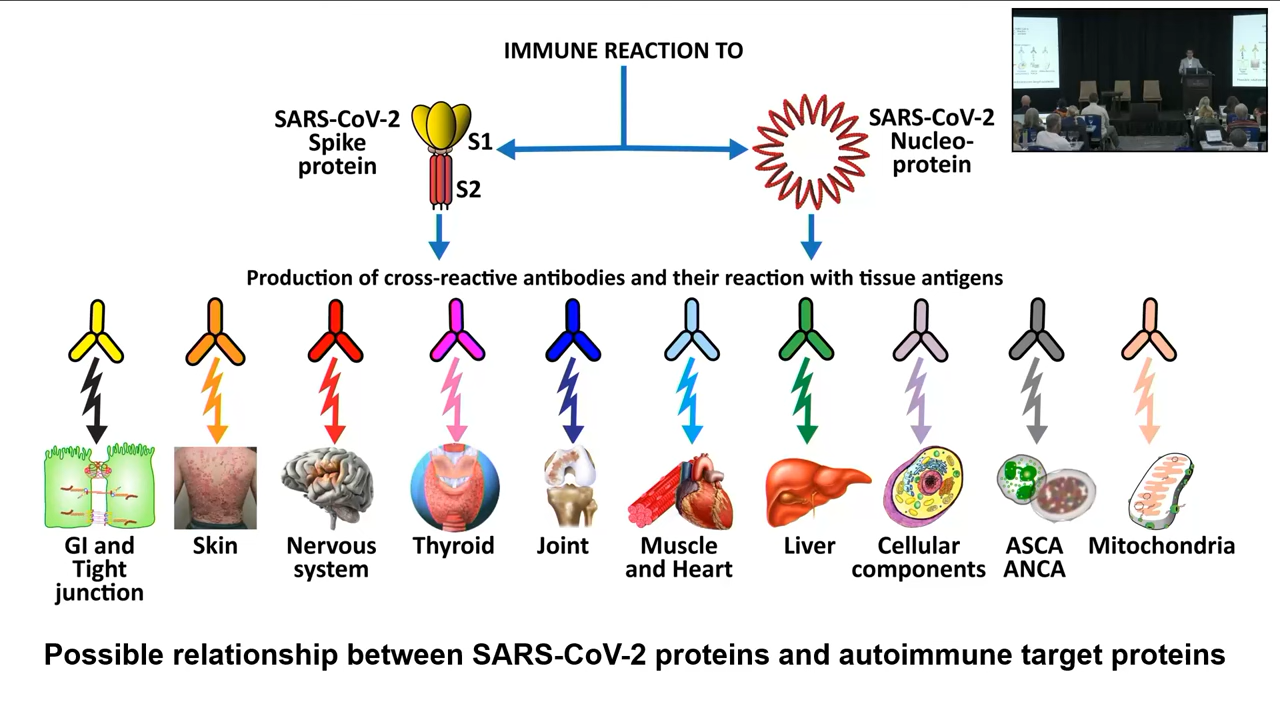 IMMUNE REACTION TO
SARS-CoV-2
Spike
protein
S1
S2
SARS-CoV-2
Nucleo-
protein
Production of cross-reactive antibodies and their reaction with tissue antigens
GI and
Tight
junction
Skin
Nervous
system
Thyroid
Joint
Muscle
and Heart
Liver
Cellular
components
ASCA
ANCA
Mitochondria
Possible relationship between SARS-CoV-2 proteins and autoimmune target proteins